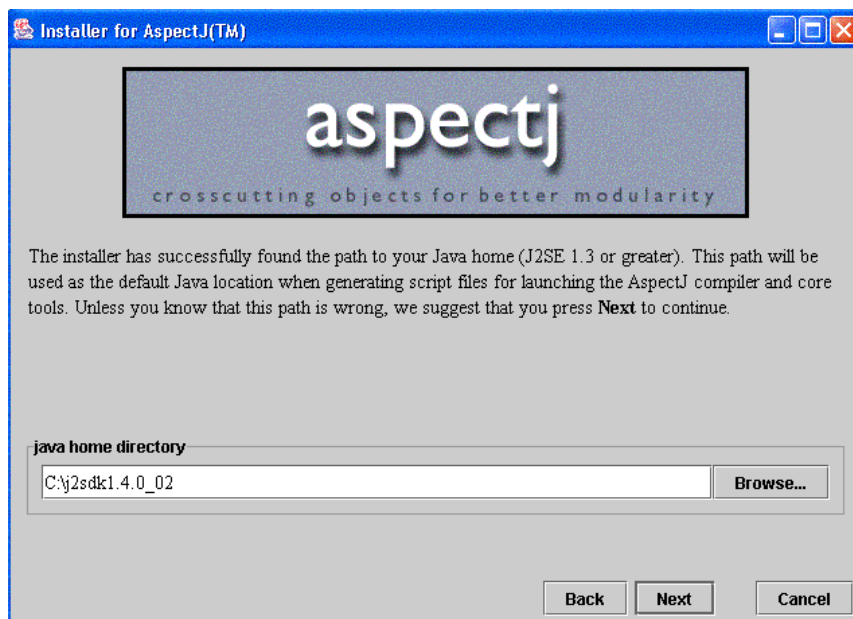 Installer for AspectJ(TM)
aspectj
crosscutting objects for better modularity
The installer has successfully found the path to your Java home (J2SE 1.3 or greater). This path will be
used as the default Java location when generating script files for launching the AspectJ compiler and core
tools. Unless you know that this path is wrong, we suggest that you press Next to continue.
java home directory
C:\j2sdk1.4.0_02
Browse...
Back Next Cancel